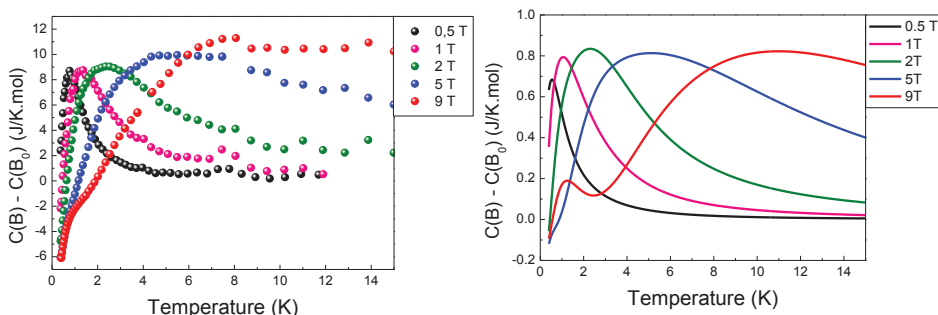 C(B) - C(B₀) (J/K.mol)
12
10
8
6
4
2
0
-2
-4
-6
0 2 4 6 8 10 12 14
Temperature (K)
0,5 T
1 T
2 T
5 T
9 T
C(B) - C(B₀) (J/K.mol)
1.0
0.8
0.6
0.4
0.2
0.0
-0.2
0 2 4 6 8 10 12 14
Temperature (K)
0.5 T
1T
2T
5T
9T